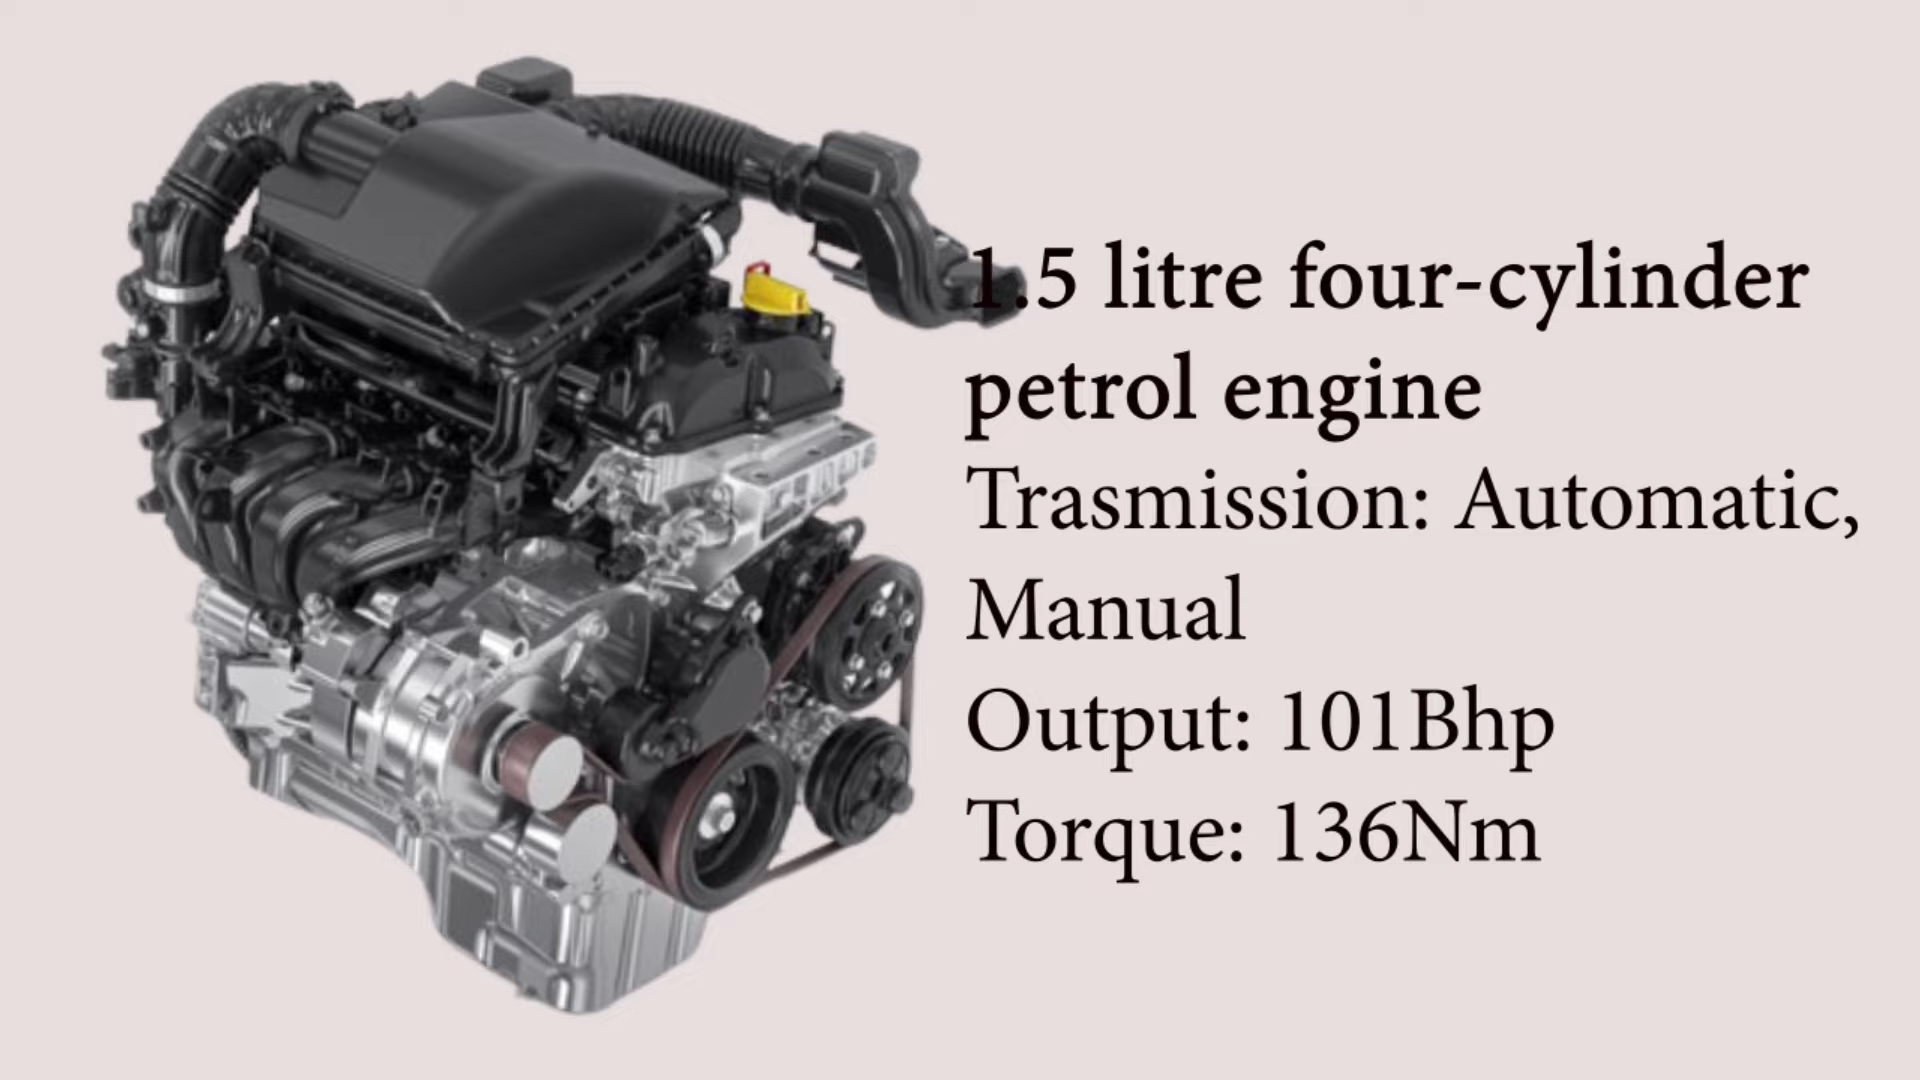 1.5 litre four-cylinder
petrol engine
Trasmission: Automatic,
Manual
Output: 101Bhp
Torque: 136Nm